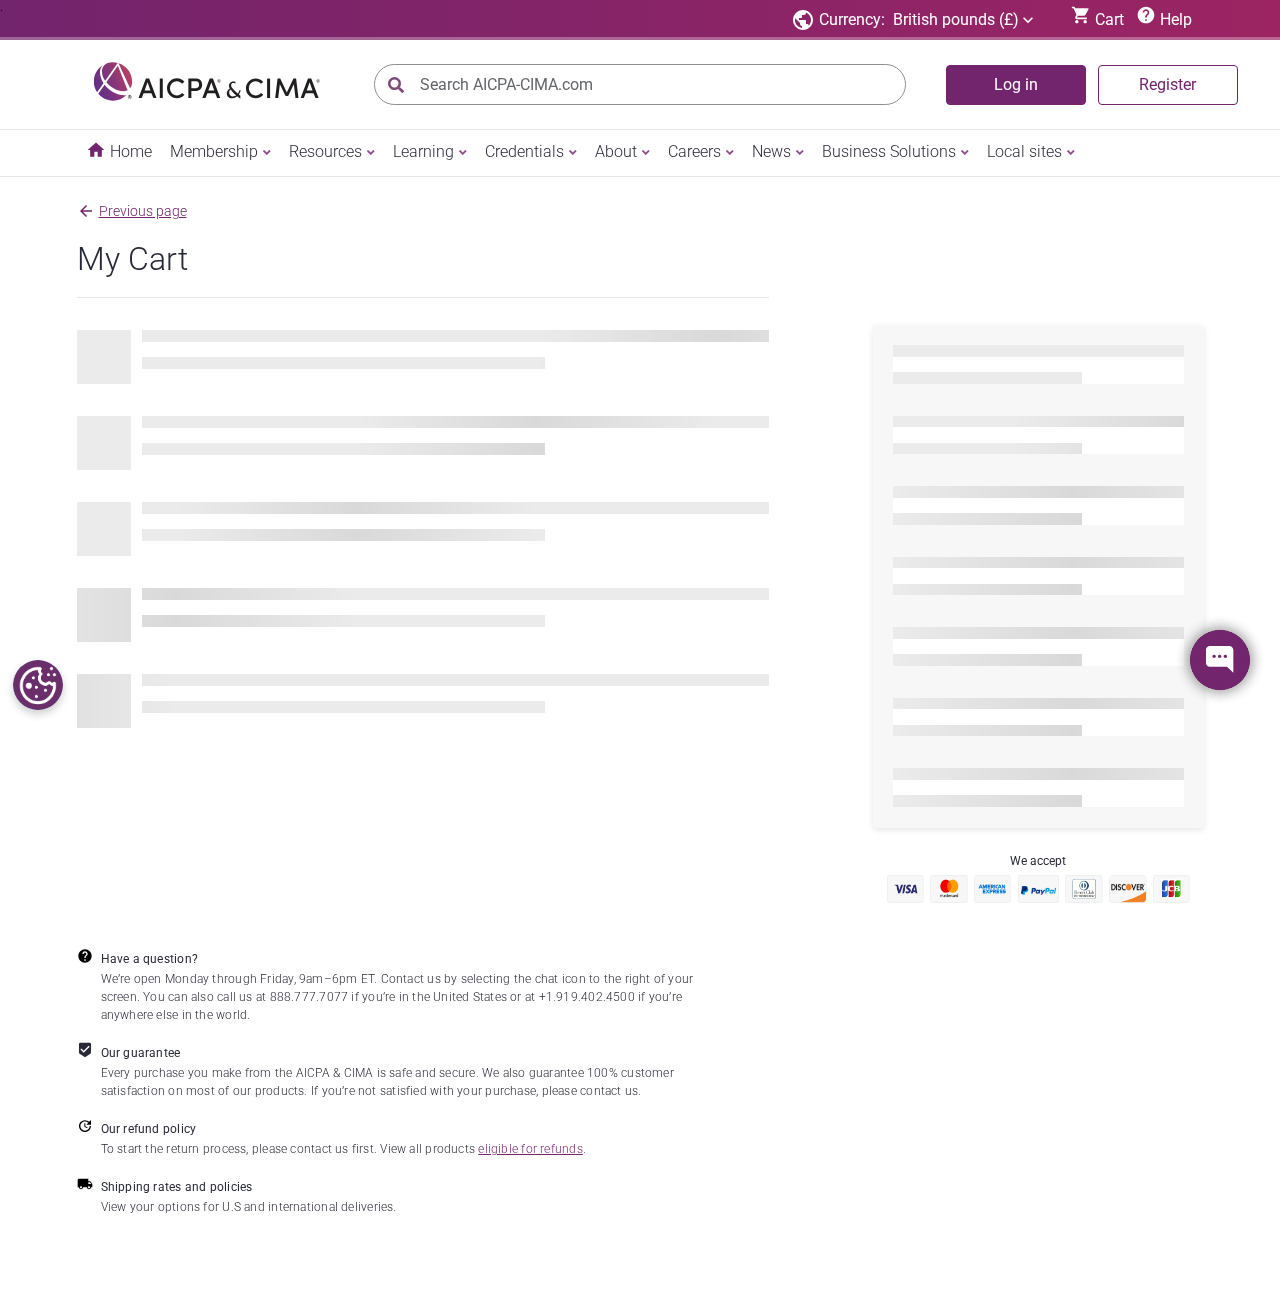 Currency: British pounds (£) Cart Help
AICPA & CIMA
Search AICPA-CIMA.com
Log in
Register
Home Membership Resources Learning Credentials About Careers News Business Solutions Local sites
Previous page
My Cart
We accept
VISA mastercard AMERICAN EXPRESS PayPal Diners Club DISCOVER JCB
Have a question?
We’re open Monday through Friday, 9am–6pm ET. Contact us by selecting the chat icon to the right of your
screen. You can also call us at 888.777.7077 if you’re in the United States or at +1.919.402.4500 if you’re
anywhere else in the world.
Our guarantee
Every purchase you make from the AICPA & CIMA is safe and secure. We also guarantee 100% customer
satisfaction on most of our products. If you’re not satisfied with your purchase, please contact us.
Our refund policy
To start the return process, please contact us first. View all products eligible for refunds.
Shipping rates and policies
View your options for U.S and international deliveries.